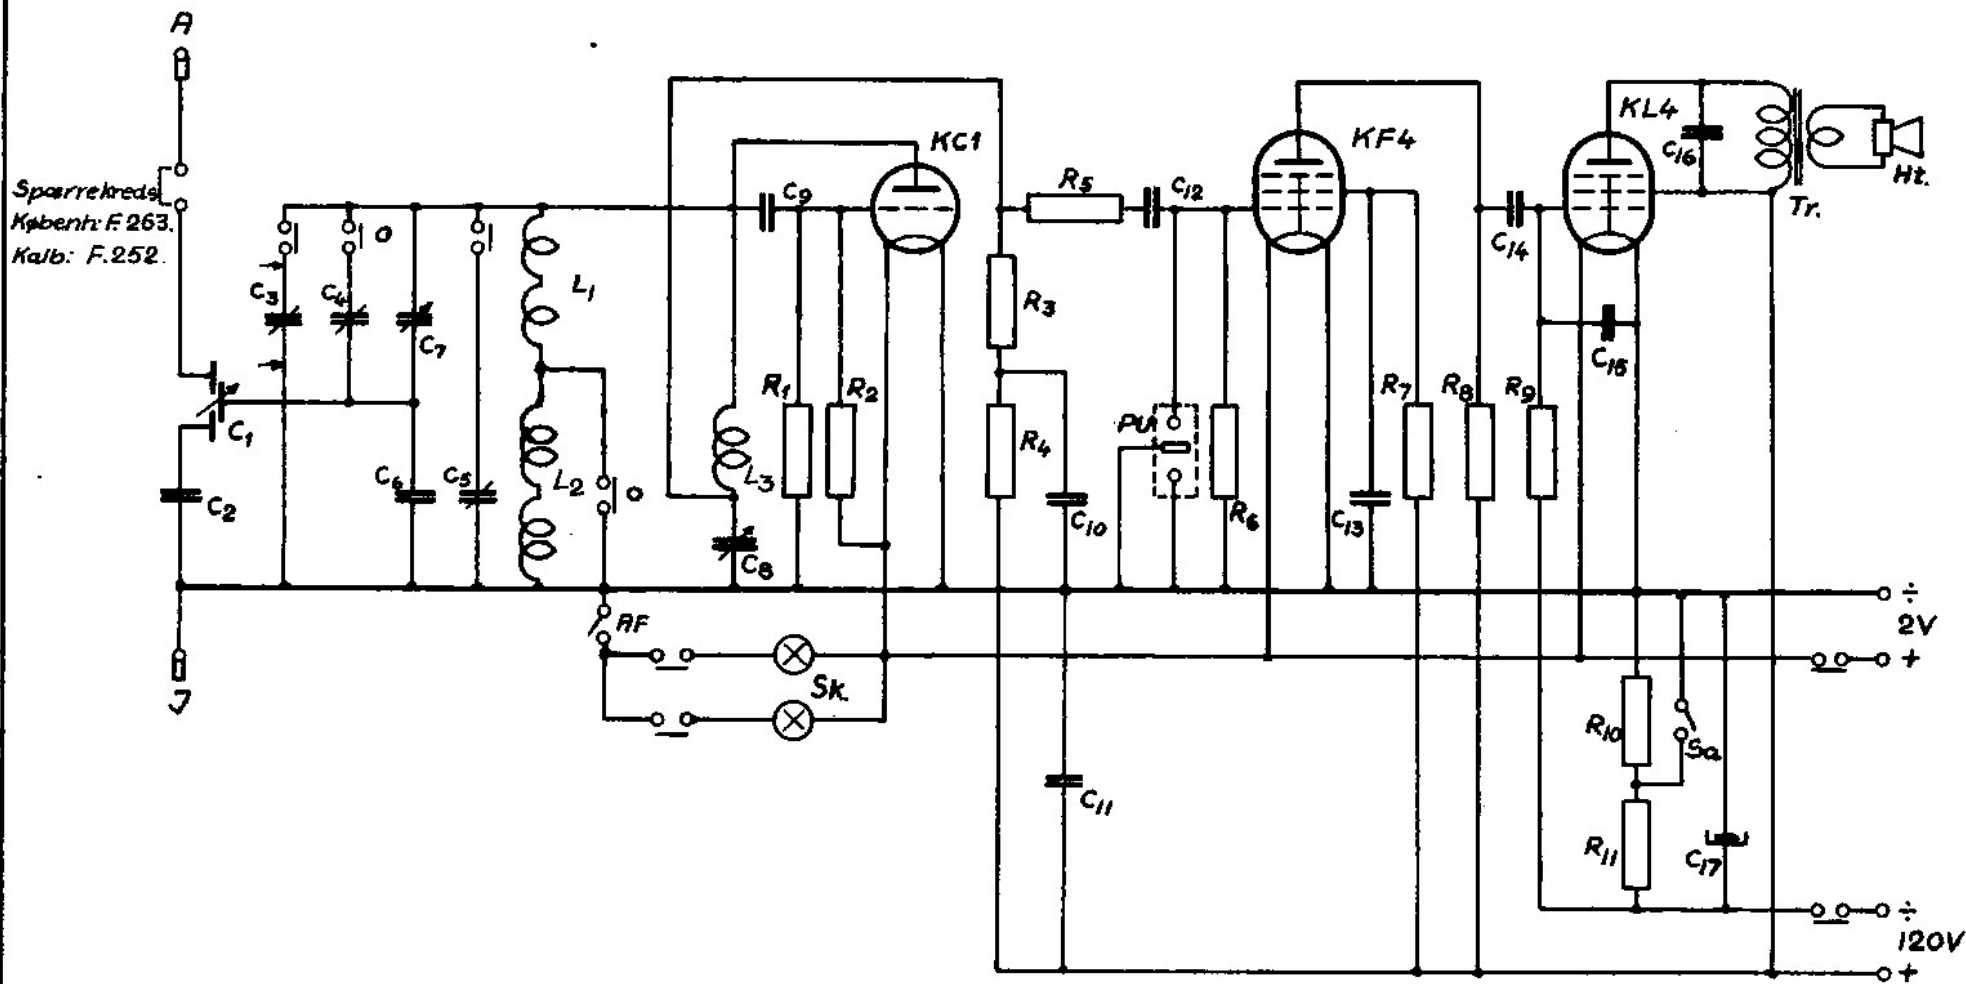 A
Spærrekreds
Københ: F. 263.
Kalb: F. 252.
C1
C2
J
C3
C4
O
C7
C6
C5
L1
L2
O
AF
Sk.
L3
C8
C9
KC1
R1
R2
R3
R4
R5
C10
C11
C12
PU
R6
KF4
C13
R7
R8
C14
R9
KL4
C15
C16
Tr.
Ht.
R10
Sa
R11
C17
÷
2V
+
÷
120V
+